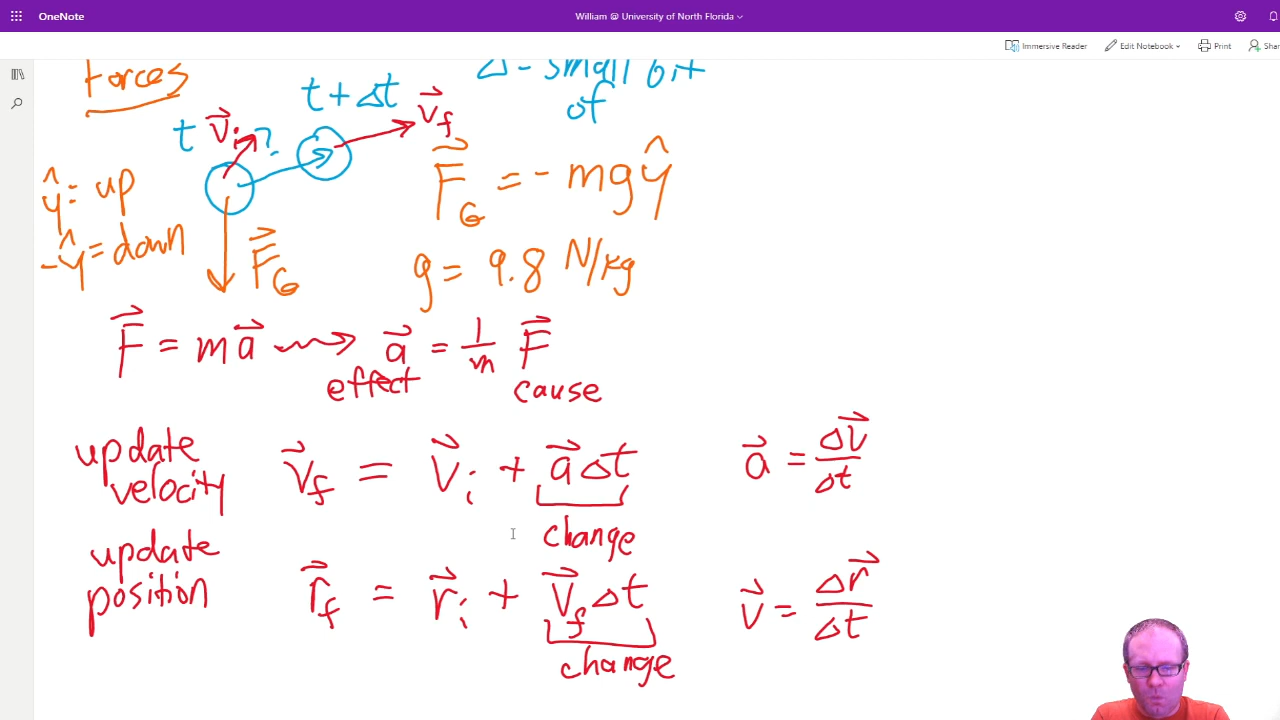 OneNote
William @ University of North Florida
Immersive Reader
Edit Notebook
Print
Shar
Forces
Δ - small bit
of
t + Δt
t
v⃗i
?
v⃗f
F⃗G = - mgŷ
ŷ = up
-ŷ = down
F⃗G
g = 9.8 N/kg
F⃗ = ma⃗ ⇝ a⃗ = 1/m F⃗
effect
cause
update
velocity
v⃗f = v⃗i + a⃗Δt
a⃗ = Δv⃗/Δt
change
update
position
r⃗f = r⃗i + v⃗fΔt
v⃗ = Δr⃗/Δt
change